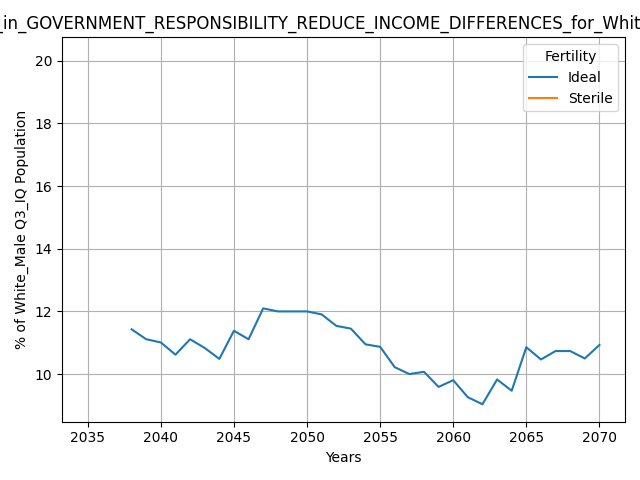 _in_GOVERNMENT_RESPONSIBILITY_REDUCE_INCOME_DIFFERENCES_for_Whit
Fertility
Ideal
Sterile
% of White_Male Q3_IQ Population
20
18
16
14
12
10
2035 2040 2045 2050 2055 2060 2065 2070
Years